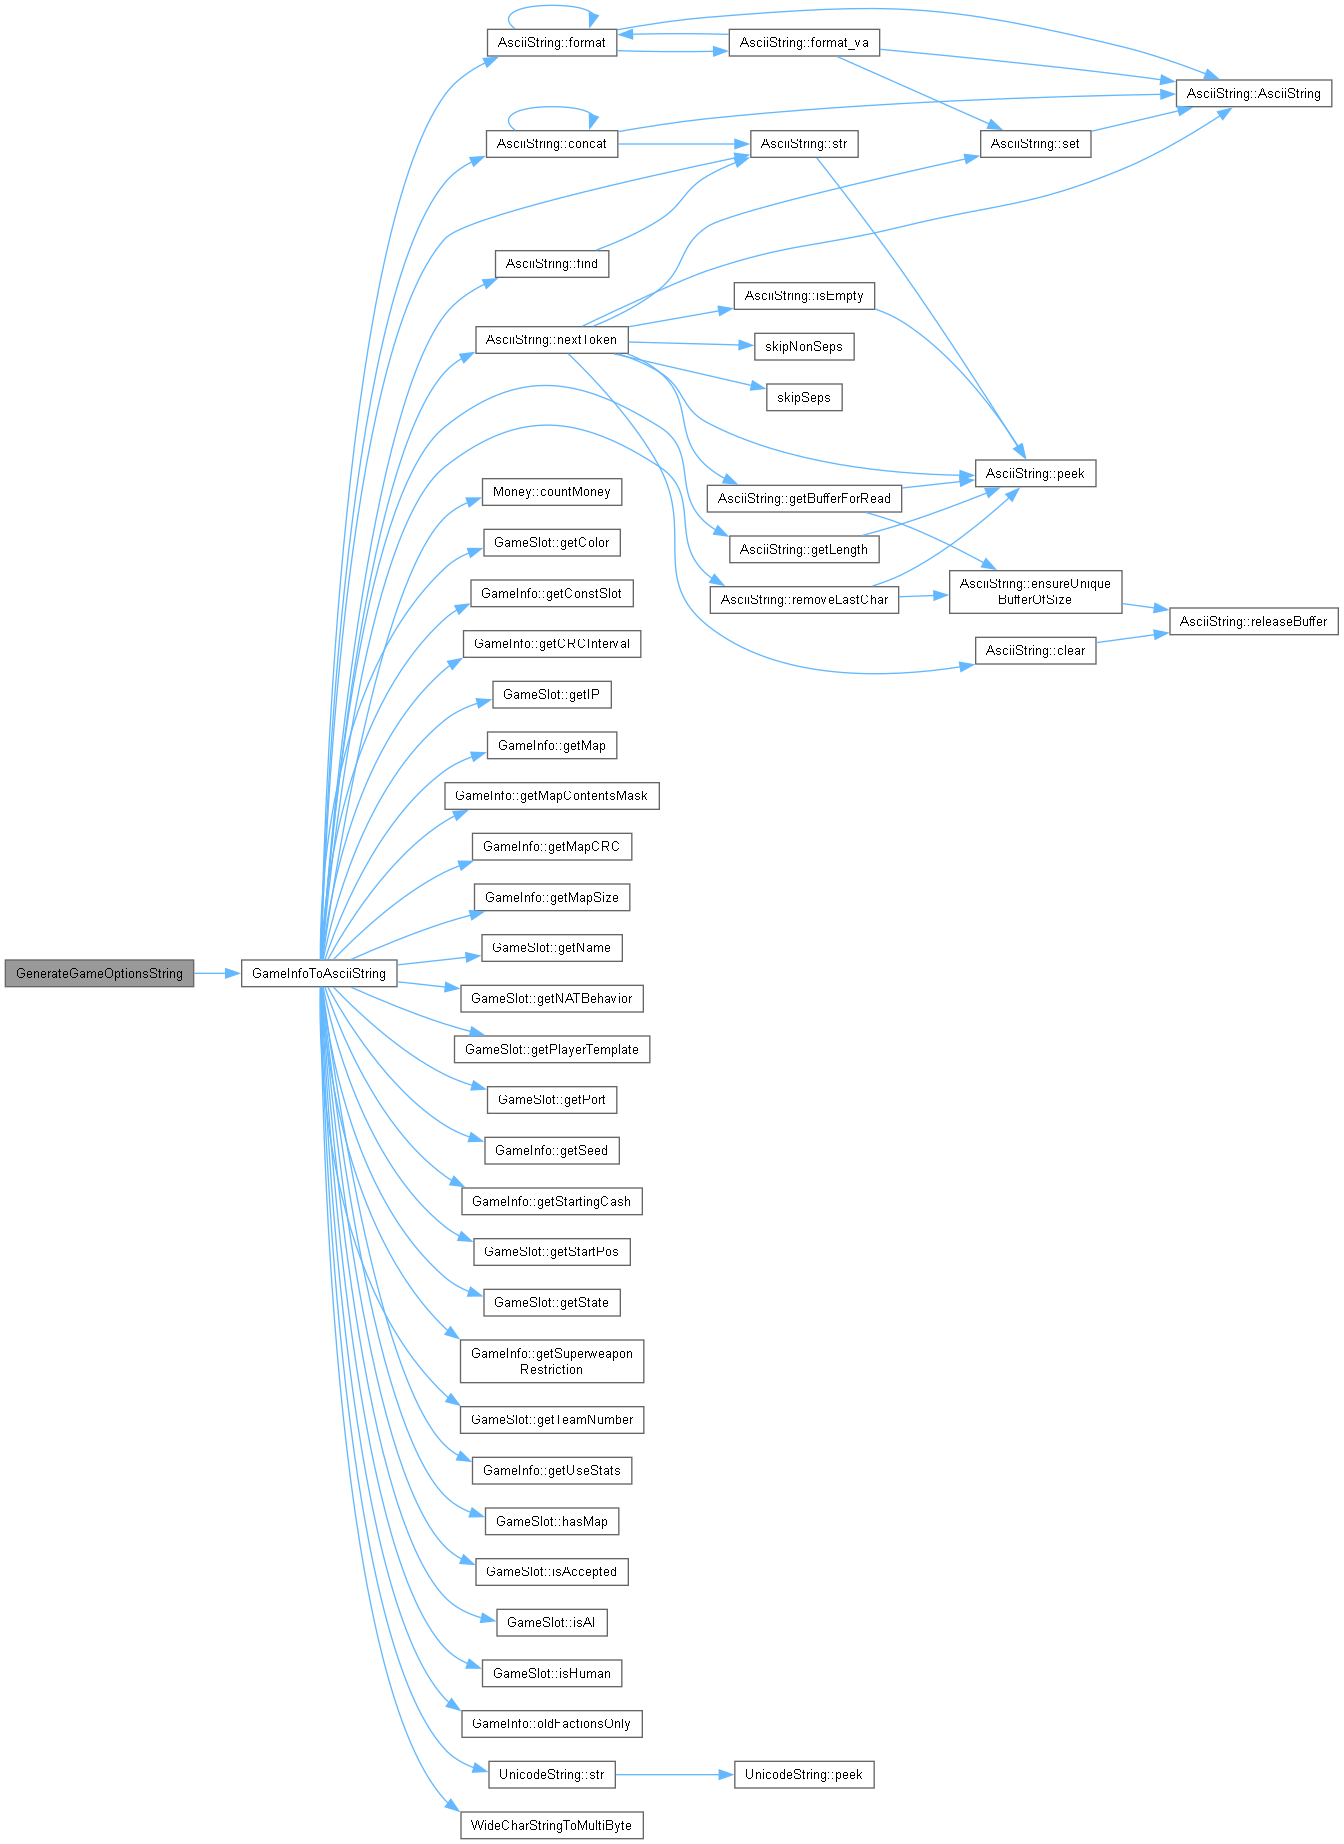 AsciiString::format
AsciiString::format_va
AsciiString::AsciiString
AsciiString::concat
AsciiString::str
AsciiString::set
AsciiString::find
AsciiString::isEmpty
AsciiString::nextToken
skipNonSeps
skipSeps
AsciiString::peek
Money::countMoney
AsciiString::getBufferForRead
GameSlot::getColor
AsciiString::getLength
GameInfo::getConstSlot
AsciiString::removeLastChar
AsciiString::ensureUnique
BufferOfSize
AsciiString::releaseBuffer
GameInfo::getCRCInterval
AsciiString::clear
GameSlot::getIP
GameInfo::getMap
GameInfo::getMapContentsMask
GameInfo::getMapCRC
GameInfo::getMapSize
GameSlot::getName
GenerateGameOptionsString
GameInfoToAsciiString
GameSlot::getNATBehavior
GameSlot::getPlayerTemplate
GameSlot::getPort
GameInfo::getSeed
GameInfo::getStartingCash
GameSlot::getStartPos
GameSlot::getState
GameInfo::getSuperweapon
Restriction
GameSlot::getTeamNumber
GameInfo::getUseStats
GameSlot::hasMap
GameSlot::isAccepted
GameSlot::isAI
GameSlot::isHuman
GameInfo::oldFactionsOnly
UnicodeString::str
UnicodeString::peek
WideCharStringToMultiByte